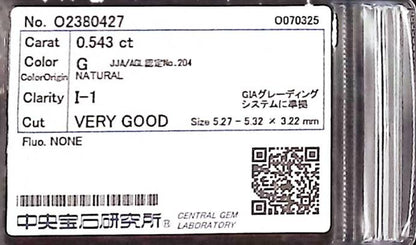 No. O2380427 O070325
Carat 0.543 ct
Color G JJA/AGL 認定No.204
ColorOrigin NATURAL
Clarity I-1 GIAグレーディング
システムに準拠
Cut VERY GOOD Size 5.27 - 5.32 × 3.22 mm
Fluo. NONE
中央宝石研究所® CENTRAL GEM
LABORATORY